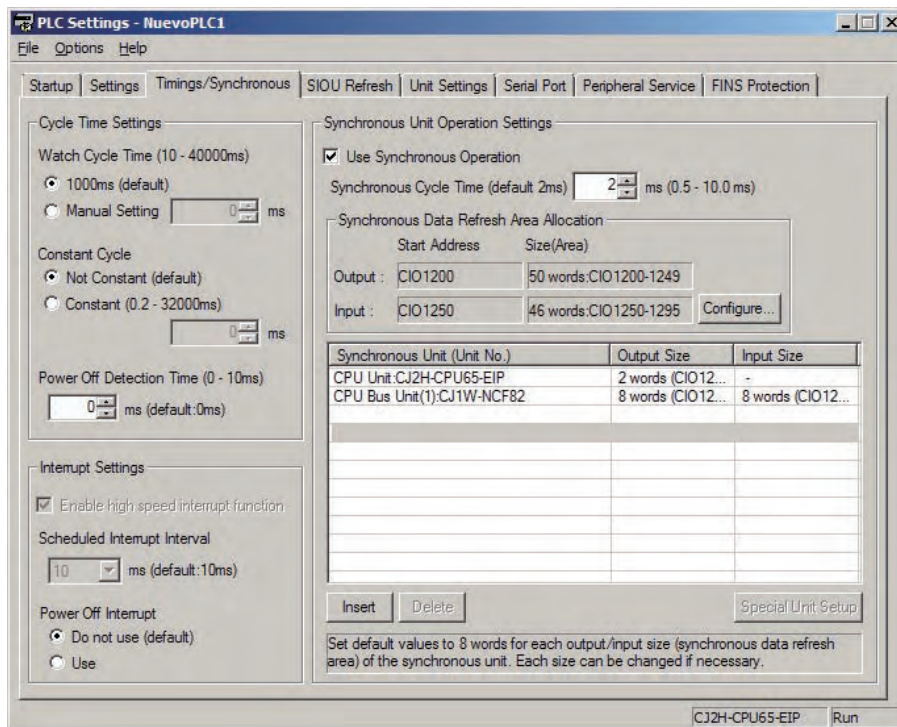 PLC Settings - NuevoPLC1
File Options Help
Startup Settings Timings/Synchronous SIOU Refresh Unit Settings Serial Port Peripheral Service FINS Protection
Cycle Time Settings
Watch Cycle Time (10 - 40000ms)
1000ms (default)
Manual Setting 0 ms
Constant Cycle
Not Constant (default)
Constant (0.2 - 32000ms)
0 ms
Power Off Detection Time (0 - 10ms)
0 ms (default:0ms)
Interrupt Settings
Enable high speed interrupt function
Scheduled Interrupt Interval
10 ms (default:10ms)
Power Off Interrupt
Do not use (default)
Use
Synchronous Unit Operation Settings
Use Synchronous Operation
Synchronous Cycle Time (default 2ms) 2 ms (0.5 - 10.0 ms)
Synchronous Data Refresh Area Allocation
Start Address Size(Area)
Output : CIO1200 50 words:CIO1200-1249
Input : CIO1250 46 words:CIO1250-1295 Configure...
Synchronous Unit (Unit No.) Output Size Input Size
CPU Unit:CJ2H-CPU65-EIP 2 words (CIO12... -
CPU Bus Unit(1):CJ1W-NCF82 8 words (CIO12... 8 words (CIO12...
Insert Delete Special Unit Setup
Set default values to 8 words for each output/input size (synchronous data refresh
area) of the synchronous unit. Each size can be changed if necessary.
CJ2H-CPU65-EIP Run